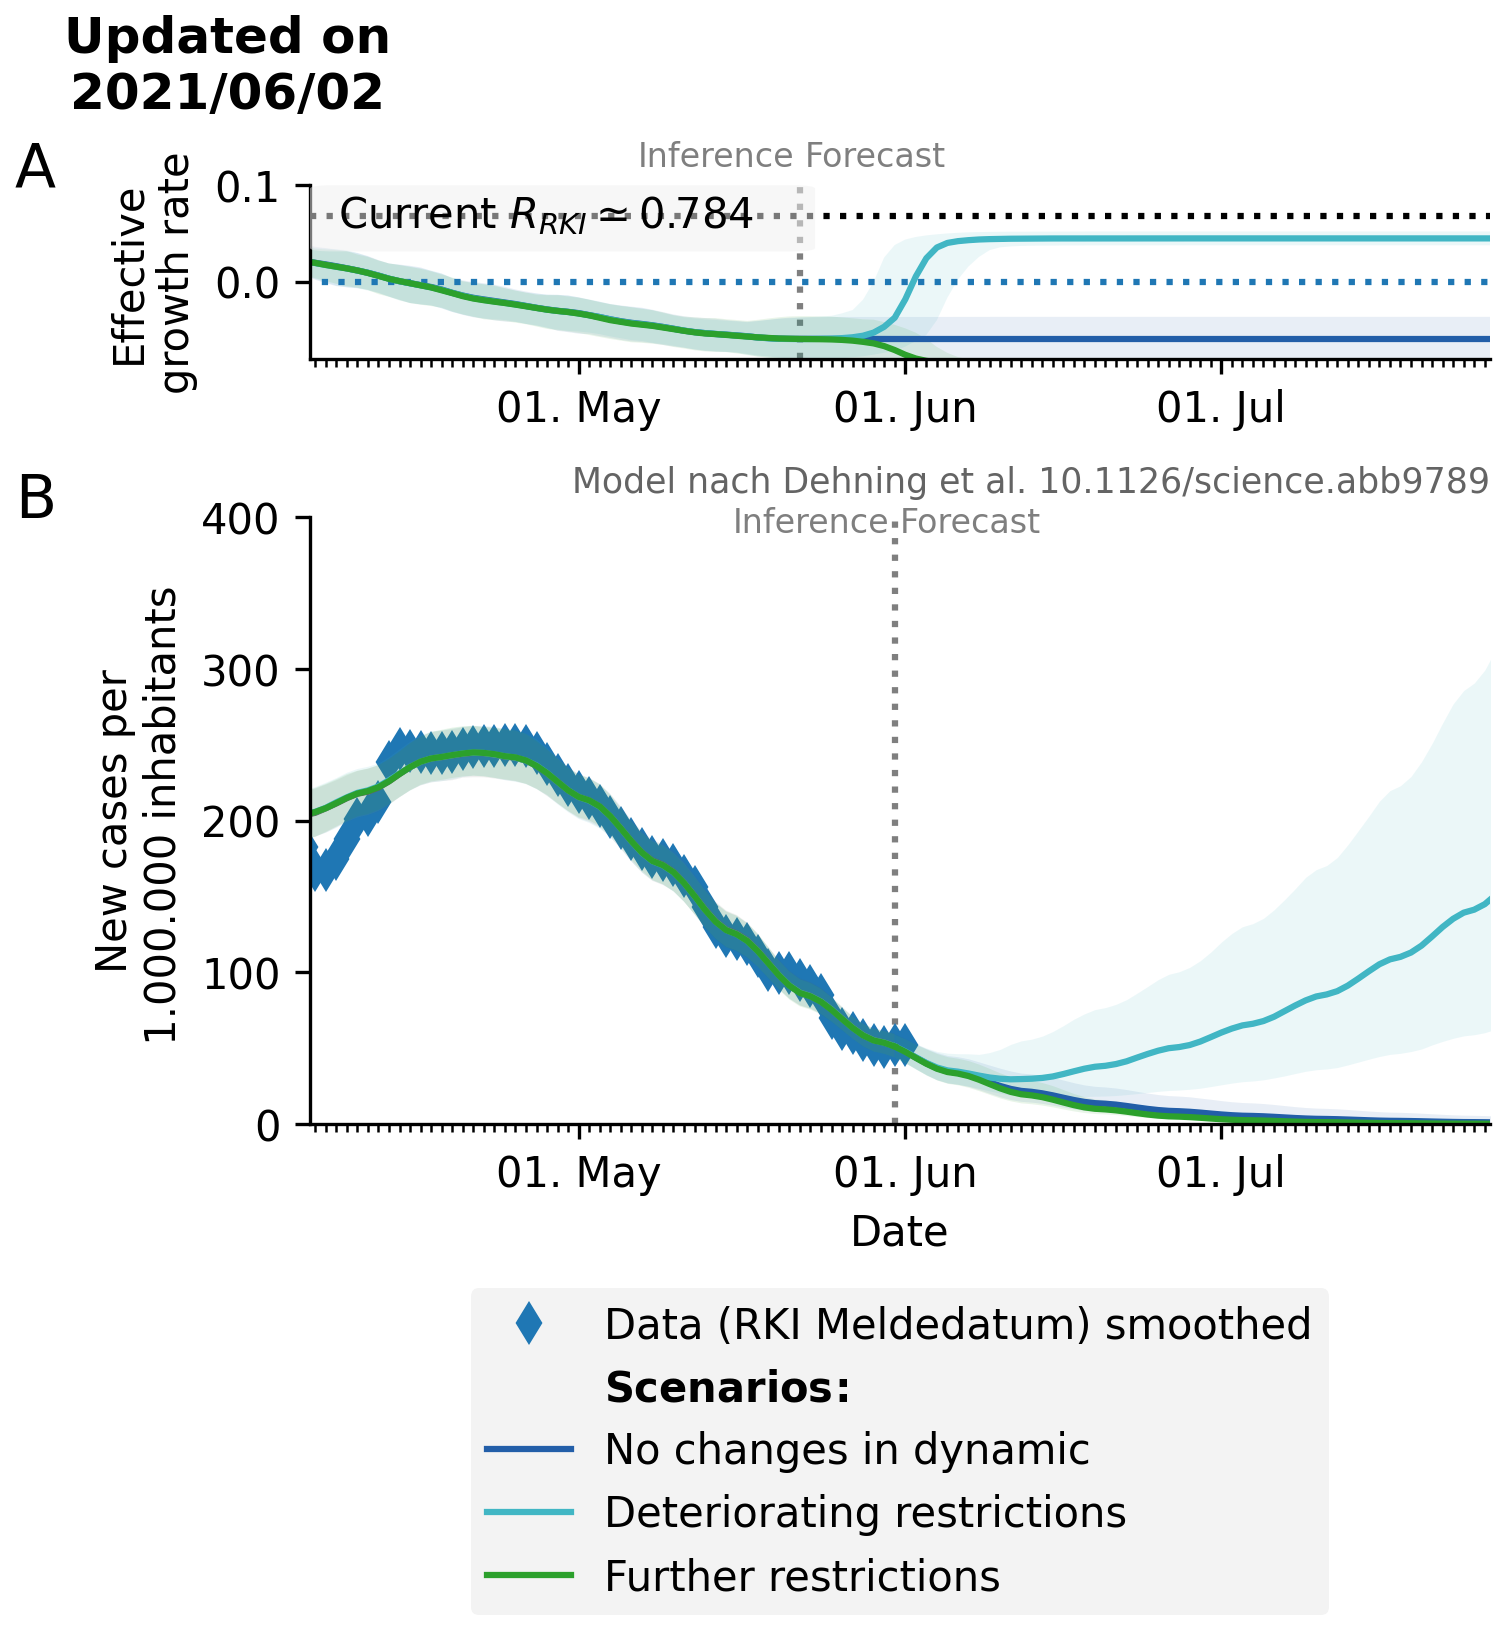 Updated on
2021/06/02
A
Inference Forecast
Effective
growth rate
0.1
0.0
Current R_RKI ≃ 0.784
01. May
01. Jun
01. Jul
B
Model nach Dehning et al. 10.1126/science.abb9789
Inference Forecast
New cases per
1.000.000 inhabitants
400
300
200
100
0
01. May
01. Jun
01. Jul
Date
Data (RKI Meldedatum) smoothed
Scenarios:
No changes in dynamic
Deteriorating restrictions
Further restrictions